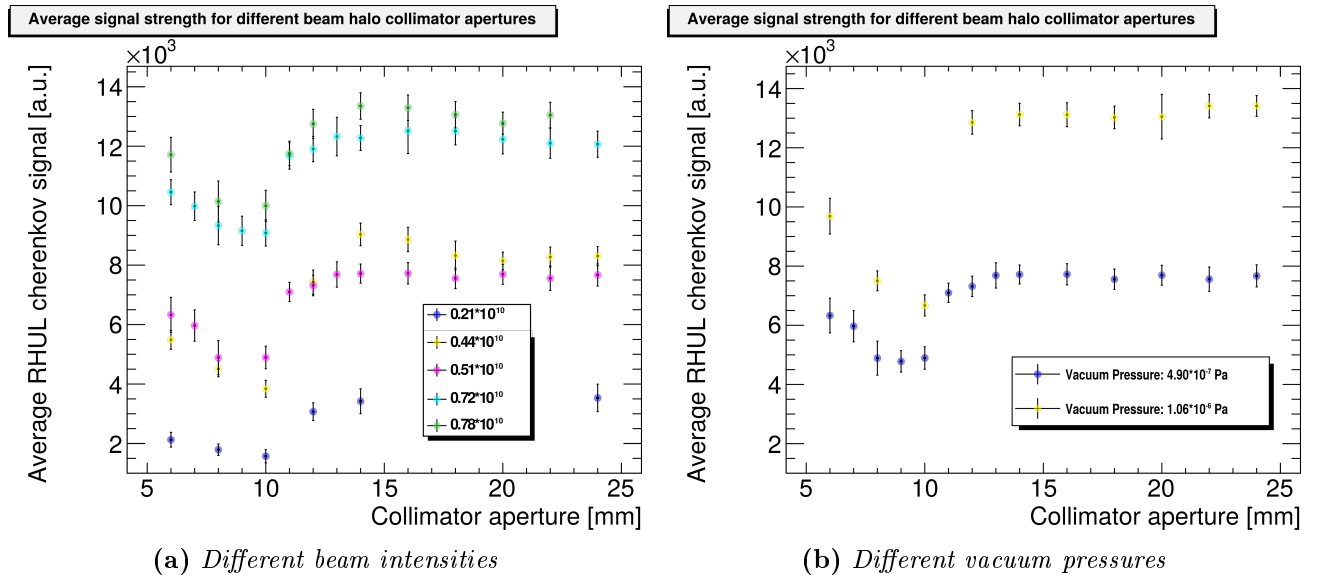 Average signal strength for different beam halo collimator apertures
×10³
Average RHUL cherenkov signal [a.u.]
14
12
10
8
6
4
2
5 10 15 20 25
Collimator aperture [mm]
0.21*10¹⁰
0.44*10¹⁰
0.51*10¹⁰
0.72*10¹⁰
0.78*10¹⁰
(a) Different beam intensities
Average signal strength for different beam halo collimator apertures
×10³
Average RHUL cherenkov signal [a.u.]
14
12
10
8
6
4
2
5 10 15 20 25
Collimator aperture [mm]
Vacuum Pressure: 4.90*10⁻⁷ Pa
Vacuum Pressure: 1.06*10⁻⁶ Pa
(b) Different vacuum pressures